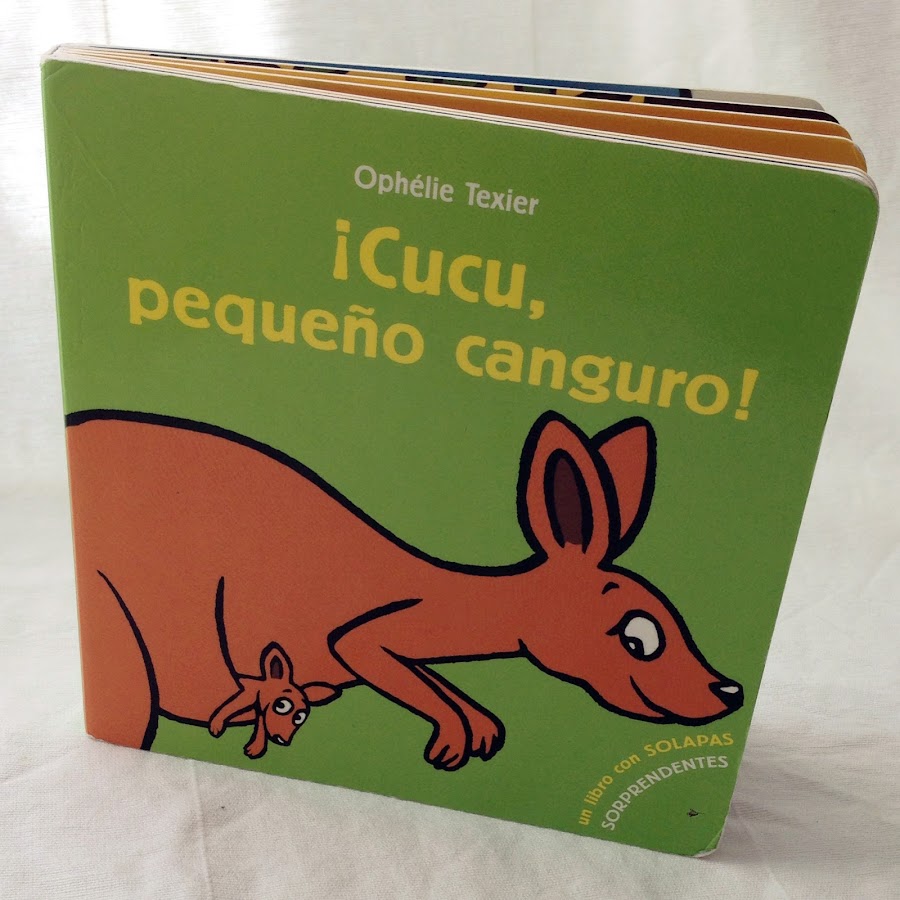 Ophélie Texier
¡Cucu,
pequeño canguro!
un libro con SOLAPAS
SORPRENDENTES